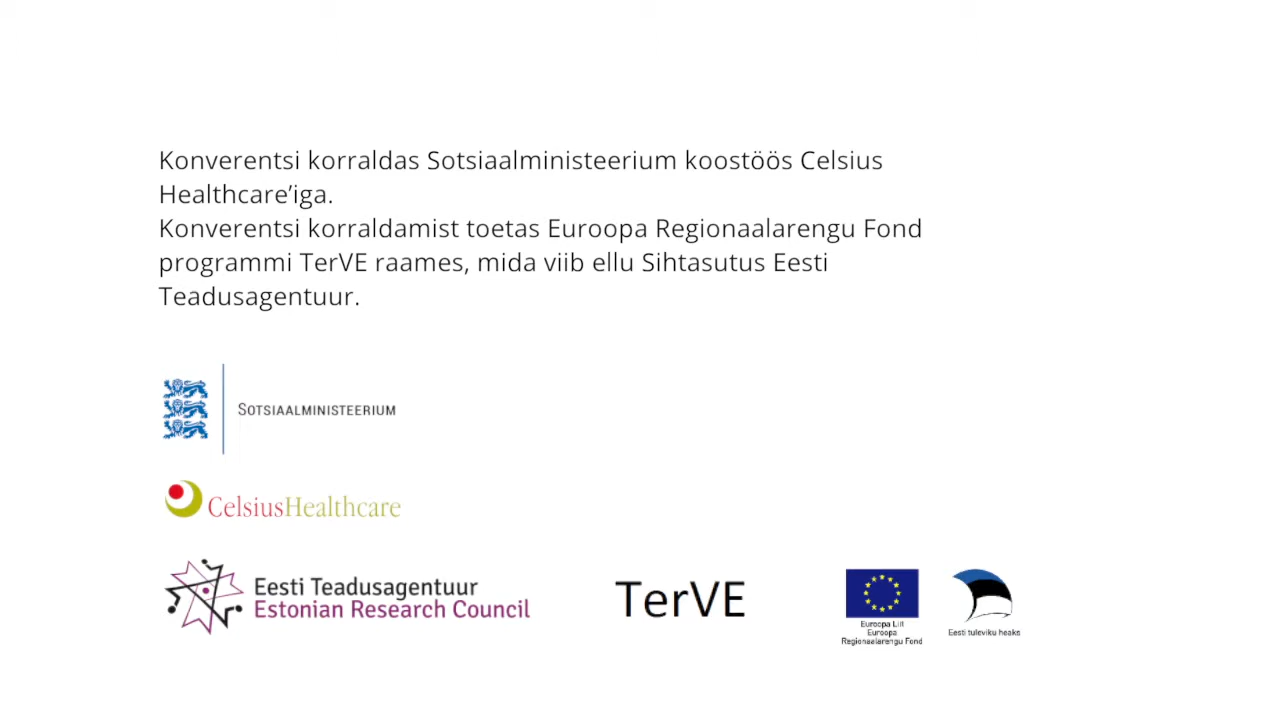 Konverentsi korraldas Sotsiaalministeerium koostöös Celsius
Healthcare’iga.
Konverentsi korraldamist toetas Euroopa Regionaalarengu Fond
programmi TerVE raames, mida viib ellu Sihtasutus Eesti
Teadusagentuur.
SOTSIAALMINISTEERIUM
CelsiusHealthcare
Eesti Teadusagentuur
Estonian Research Council
TerVE
Euroopa Liit
Euroopa
Regionaalarengu Fond
Eesti tuleviku heaks